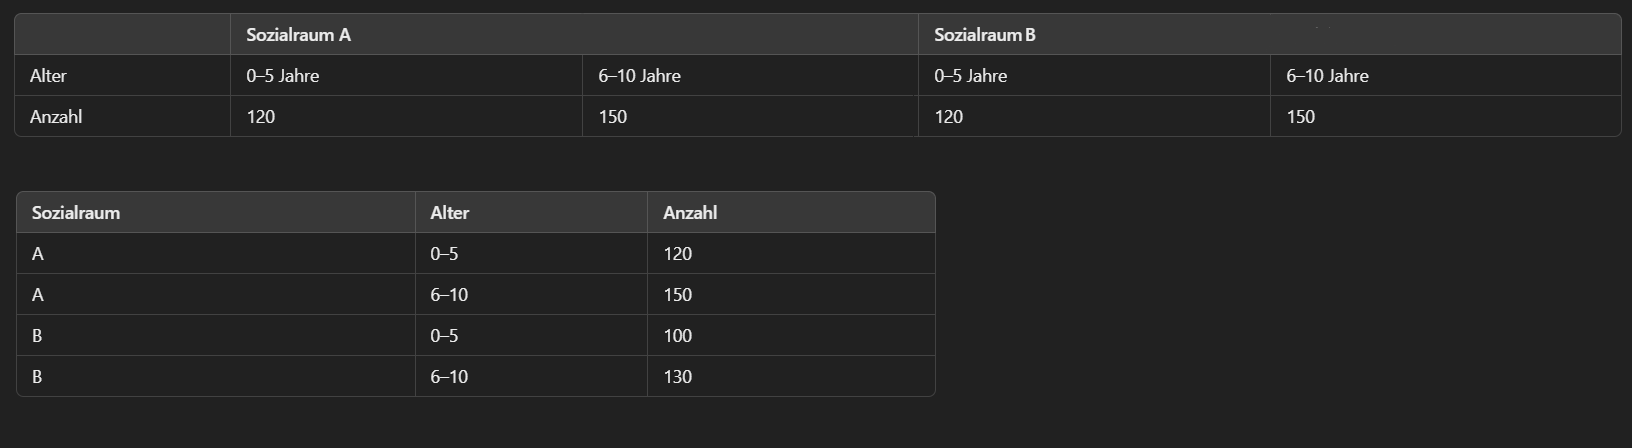 Sozialraum A Sozialraum B
Alter 0–5 Jahre 6–10 Jahre 0–5 Jahre 6–10 Jahre
Anzahl 120 150 120 150
Sozialraum Alter Anzahl
A 0–5 120
A 6–10 150
B 0–5 100
B 6–10 130